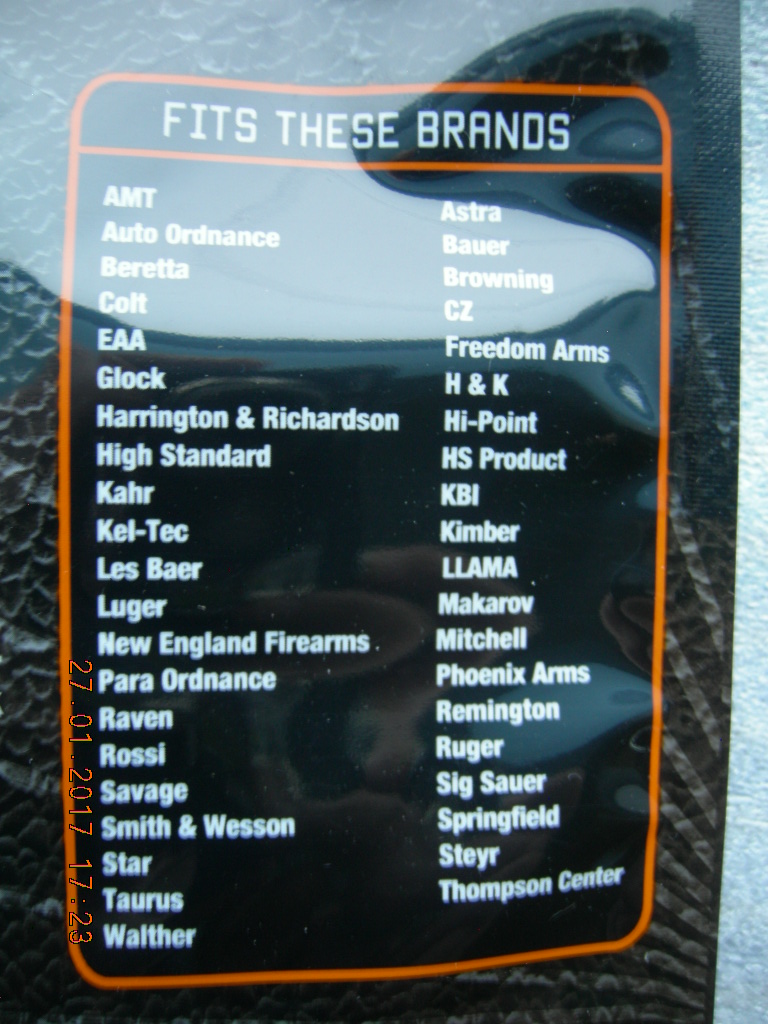 FITS THESE BRANDS
AMT
Auto Ordnance
Beretta
Colt
EAA
Glock
Harrington & Richardson
High Standard
Kahr
Kel-Tec
Les Baer
Luger
New England Firearms
Para Ordnance
Raven
Rossi
Savage
Smith & Wesson
Star
Taurus
Walther
Astra
Bauer
Browning
CZ
Freedom Arms
H & K
Hi-Point
HS Product
KBI
Kimber
LLAMA
Makarov
Mitchell
Phoenix Arms
Remington
Ruger
Sig Sauer
Springfield
Steyr
Thompson Center
27.01.2017 17:23